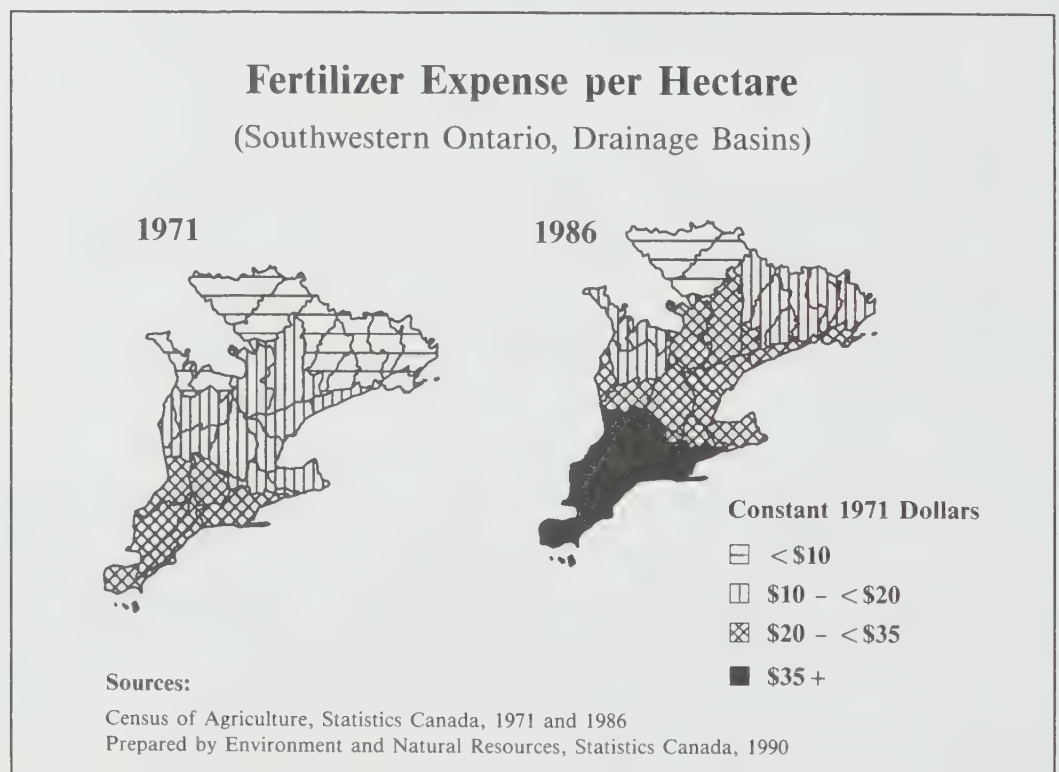 Fertilizer Expense per Hectare
(Southwestern Ontario, Drainage Basins)
1971
1986
Constant 1971 Dollars
<$10
$10 - <$20
$20 - <$35
$35+
Sources:
Census of Agriculture, Statistics Canada, 1971 and 1986
Prepared by Environment and Natural Resources, Statistics Canada, 1990